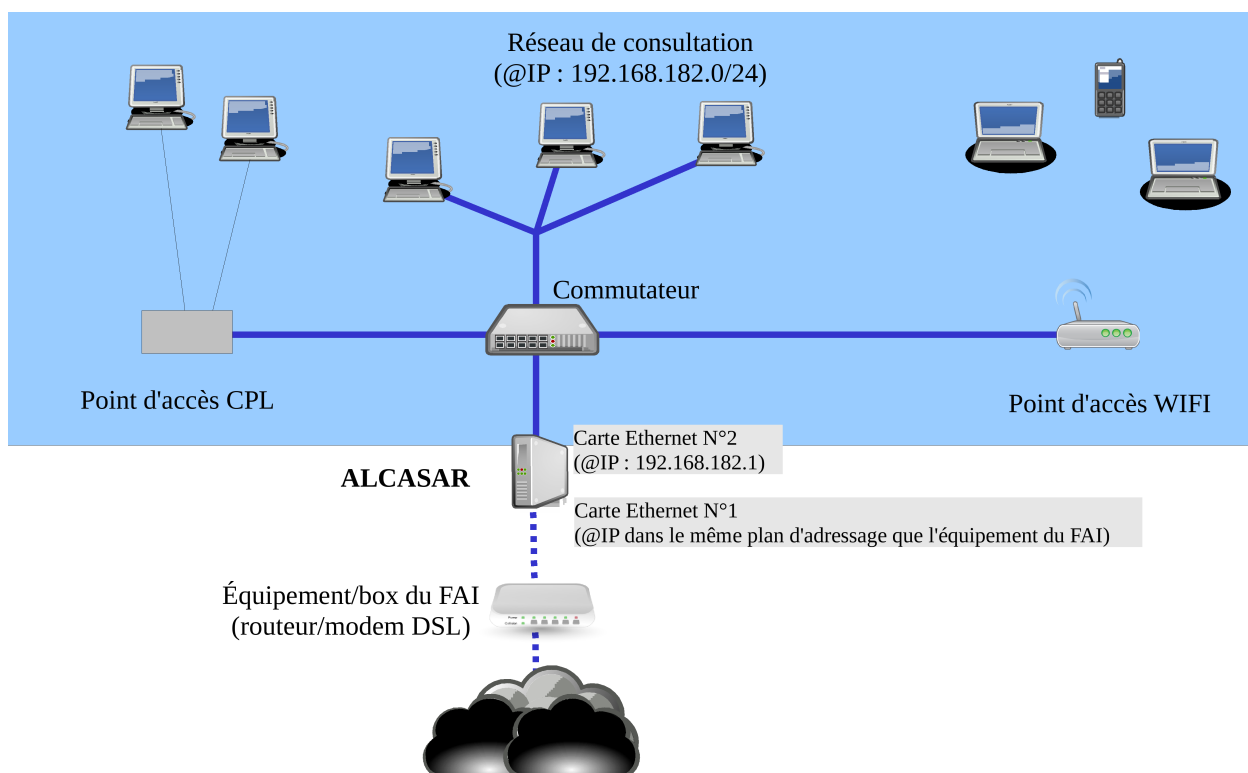 Réseau de consultation
(@IP : 192.168.182.0/24)
Commutateur
Point d'accès CPL
Point d'accès WIFI
Carte Ethernet N°2
(@IP : 192.168.182.1)
ALCASAR
Carte Ethernet N°1
(@IP dans le même plan d'adressage que l'équipement du FAI)
Équipement/box du FAI
(routeur/modem DSL)
Power